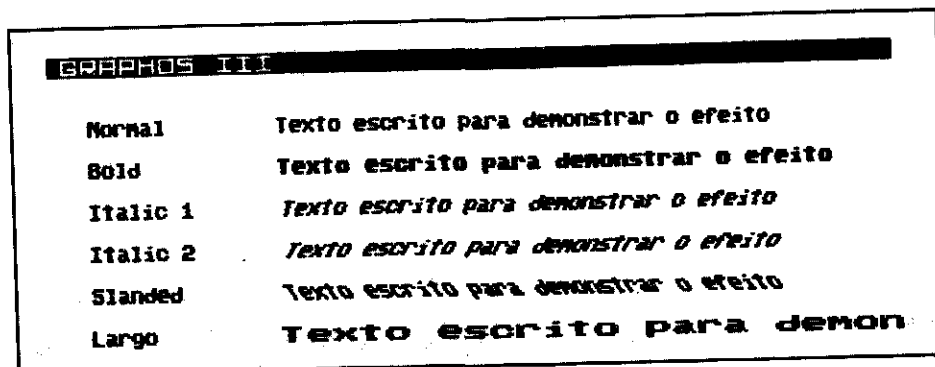 GRAPHOS III
Normal Texto escrito para demonstrar o efeito
Bold Texto escrito para demonstrar o efeito
Italic 1 Texto escrito para demonstrar o efeito
Italic 2 Texto escrito para demonstrar o efeito
Slanded Texto escrito para demonstrar o efeito
Largo Texto escrito para demon